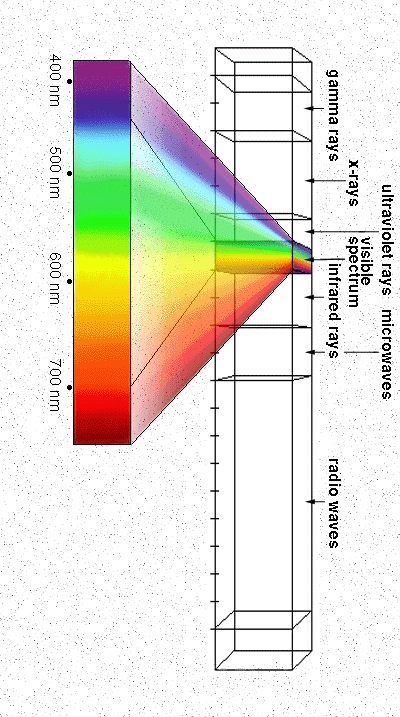 gamma rays
x-rays
ultraviolet rays
visible
spectrum
infrared rays
microwaves
radio waves
400 nm
500 nm
600 nm
700 nm